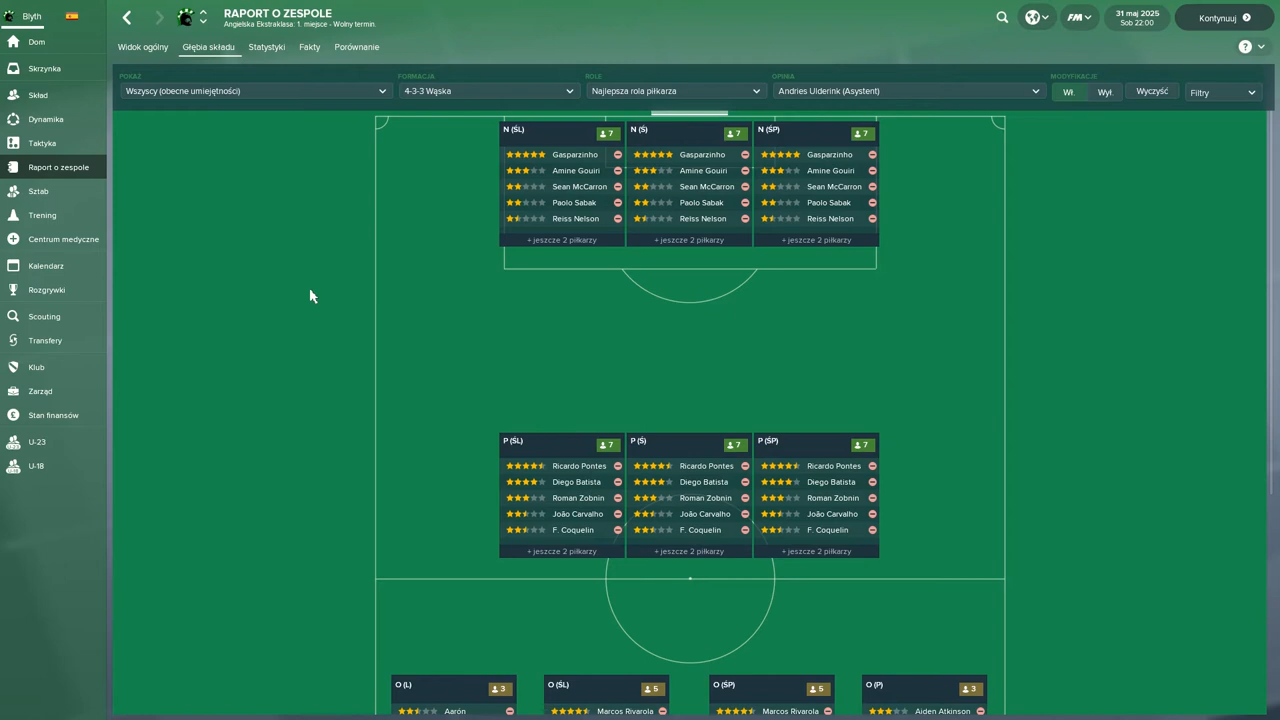 Blyth
RAPORT O ZESPOLE
Angielska Ekstraklasa: 1. miejsce - Wolny termin.
FM
31 maj 2025
Sob 22:00
Kontynuuj
Dom
Skrzynka
Skład
Dynamika
Taktyka
Raport o zespole
Sztab
Trening
Centrum medyczne
Kalendarz
Rozgrywki
Scouting
Transfery
Klub
Zarząd
Stan finansów
U-23
U-18
Widok ogólny
Głębia składu
Statystyki
Fakty
Porównanie
?
POKAŻ
Wszyscy (obecne umiejętności)
FORMACJA
4-3-3 Wąska
ROLE
Najlepsza rola piłkarza
OPINIA
Andries Ulderink (Asystent)
MODYFIKACJE
Wł.
Wył.
Wyczyść
Filtry
N (ŚL) 7
Gasparzinho
Amine Gouiri
Sean McCarron
Paolo Sabak
Reiss Nelson
+ jeszcze 2 piłkarzy
N (Ś) 7
Gasparzinho
Amine Gouiri
Sean McCarron
Paolo Sabak
Reiss Nelson
+ jeszcze 2 piłkarzy
N (ŚP) 7
Gasparzinho
Amine Gouiri
Sean McCarron
Paolo Sabak
Reiss Nelson
+ jeszcze 2 piłkarzy
P (ŚL) 7
Ricardo Pontes
Diego Batista
Roman Zobnin
João Carvalho
F. Coquelin
+ jeszcze 2 piłkarzy
P (Ś) 7
Ricardo Pontes
Diego Batista
Roman Zobnin
João Carvalho
F. Coquelin
+ jeszcze 2 piłkarzy
P (ŚP) 7
Ricardo Pontes
Diego Batista
Roman Zobnin
João Carvalho
F. Coquelin
+ jeszcze 2 piłkarzy
O (L) 3
Aarón
O (ŚL) 5
Marcos Rivarola
O (ŚP) 5
Marcos Rivarola
O (P) 3
Aiden Atkinson